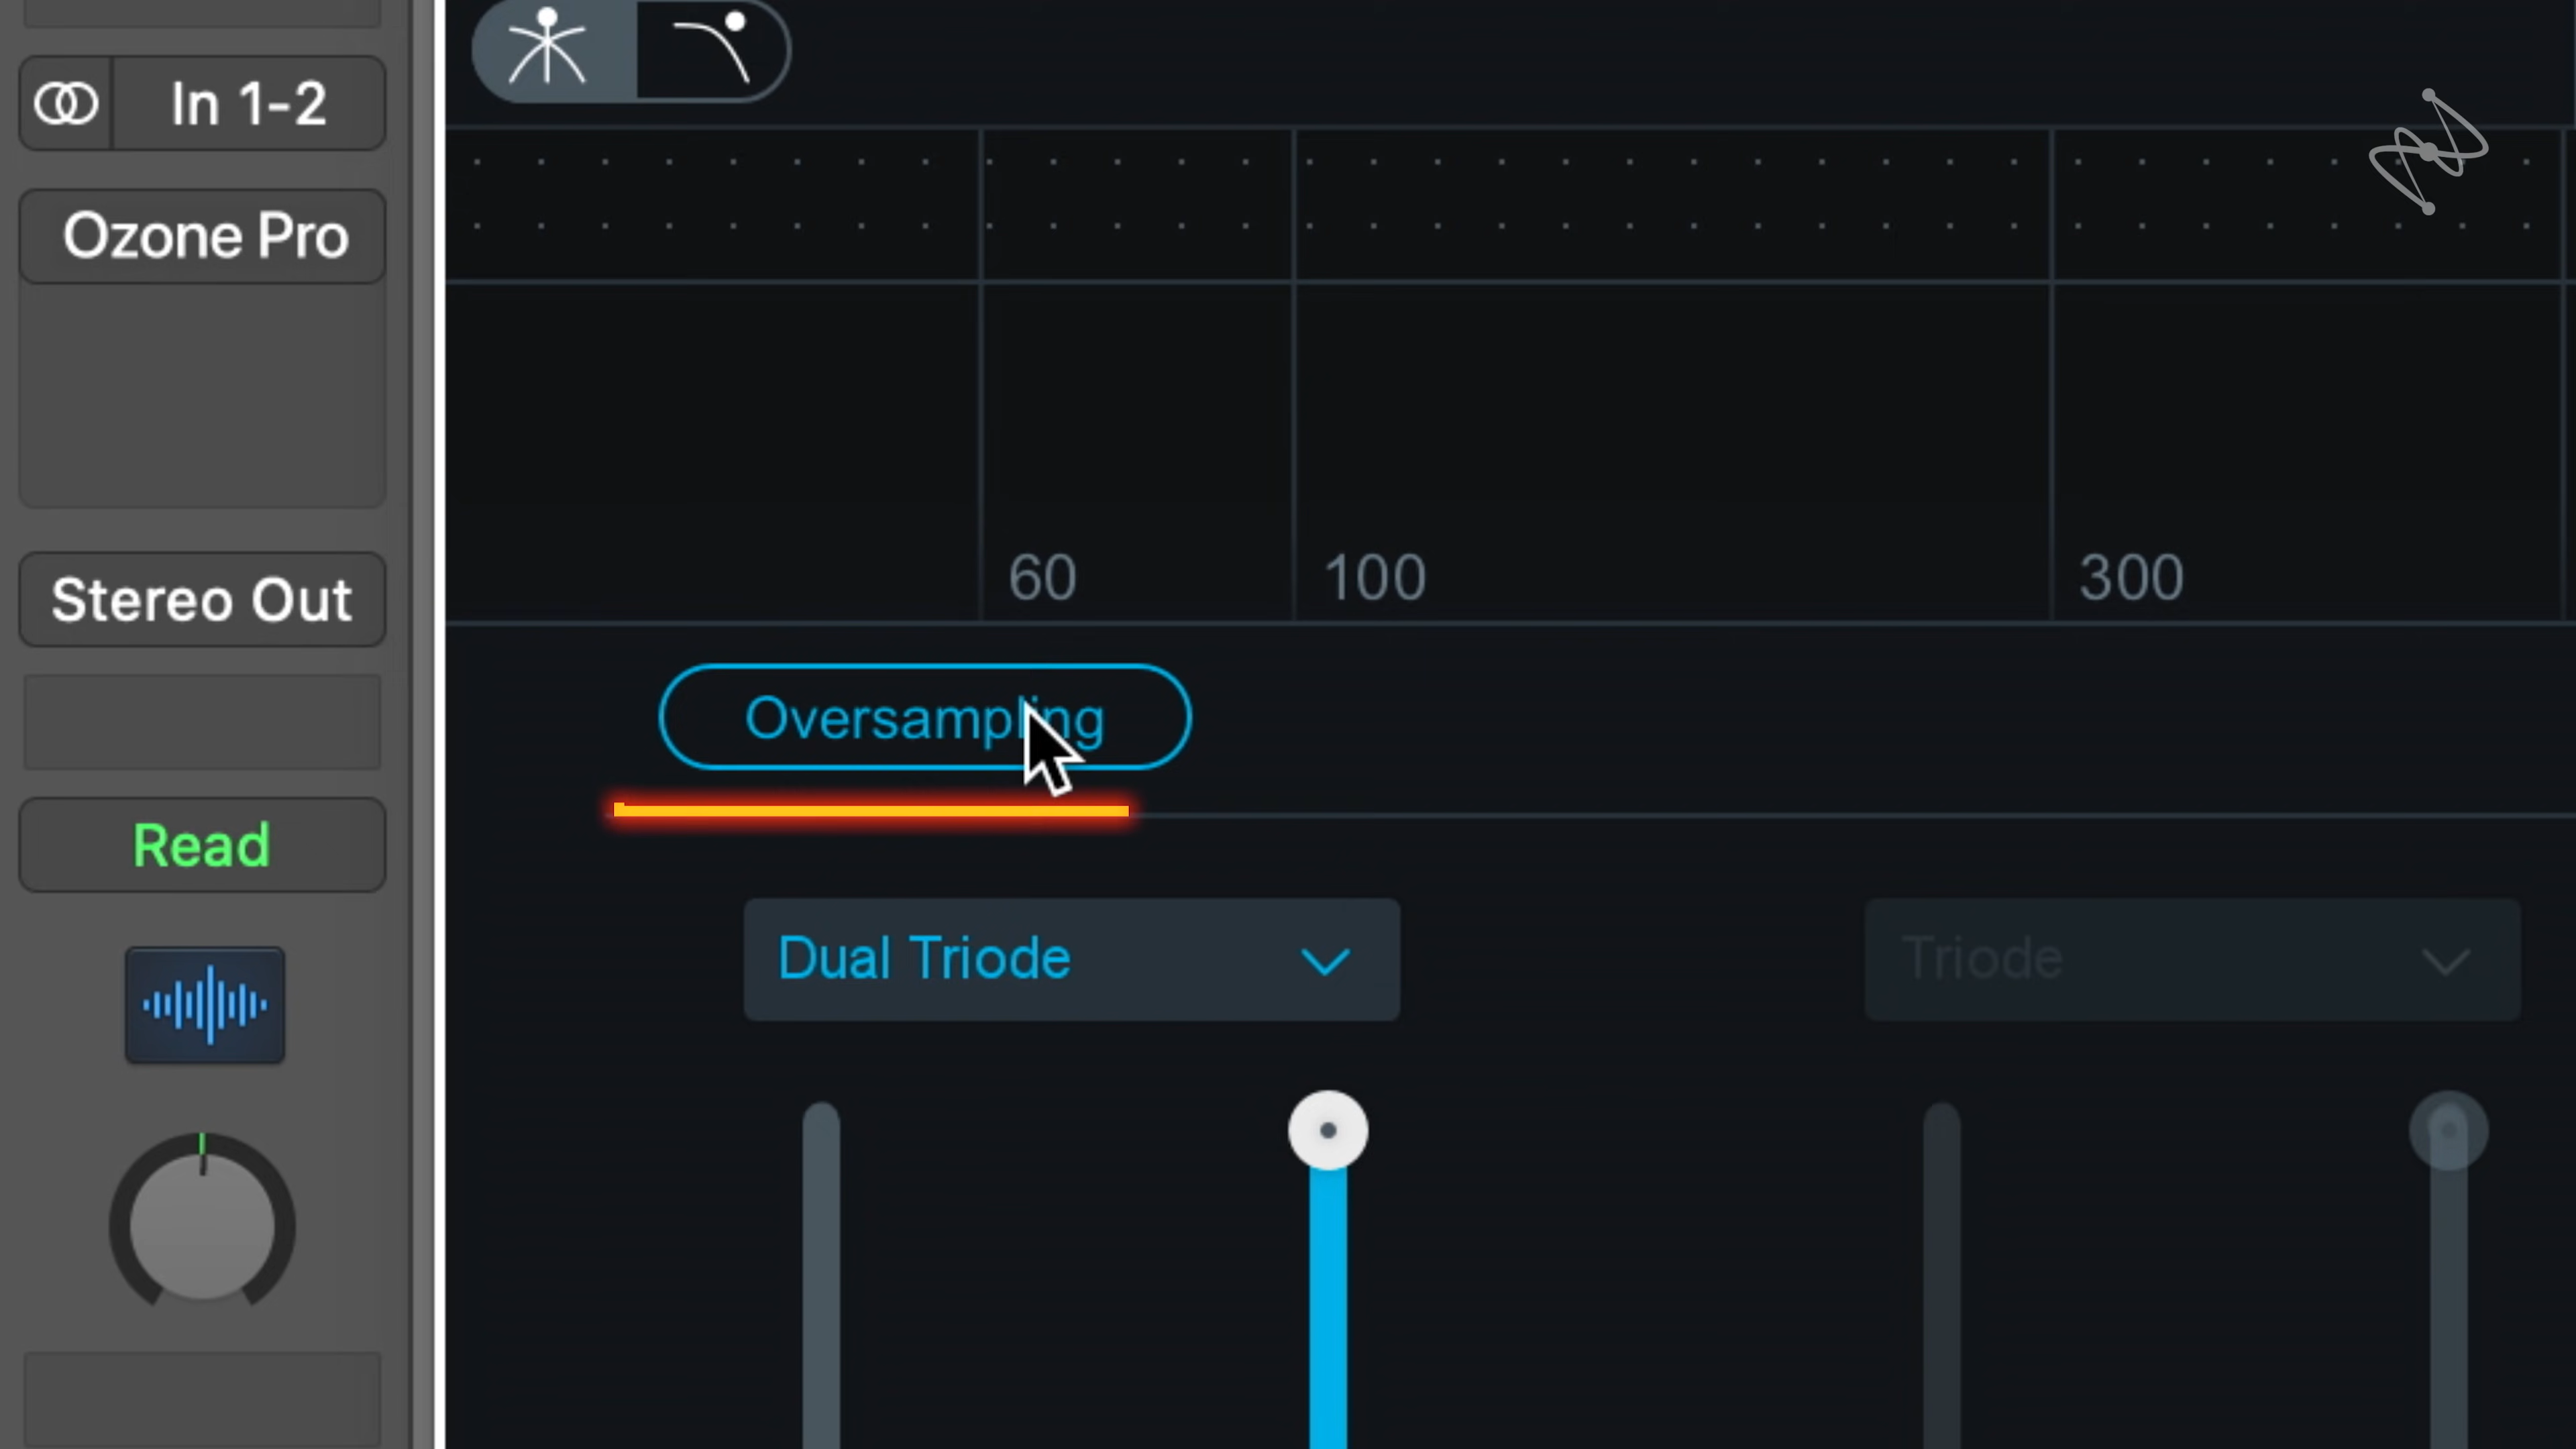 In 1-2
Ozone Pro
Stereo Out
Read
60
100
300
Oversampling
Dual Triode
Triode